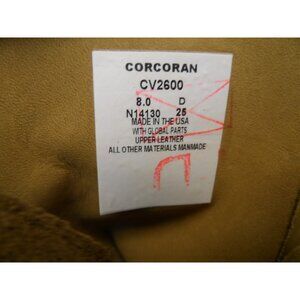 CORCORAN
CV2600
8.0 D
N14130 25
MADE IN THE USA
WITH GLOBAL PARTS
UPPER LEATHER
ALL OTHER MATERIALS MANMADE